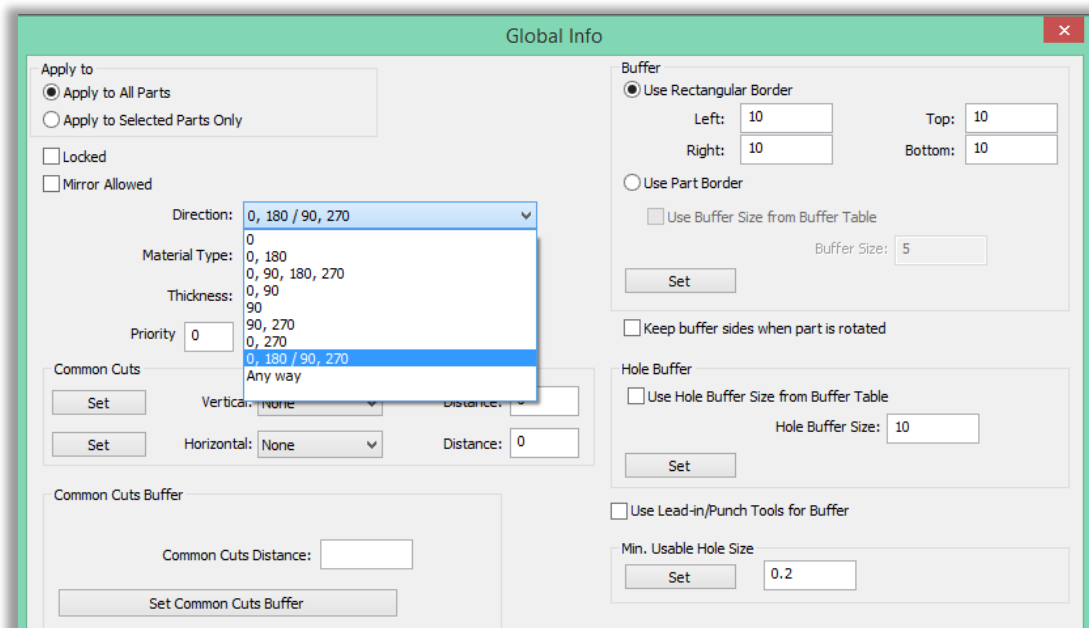 Global Info
Apply to
Apply to All Parts
Apply to Selected Parts Only
Locked
Mirror Allowed
Direction: 0, 180 / 90, 270
0
0, 180
0, 90, 180, 270
0, 90
90
90, 270
0, 270
0, 180 / 90, 270
Any way
Material Type:
Thickness:
Priority 0
Common Cuts
Set Vertical: None Distance:
Set Horizontal: None Distance: 0
Common Cuts Buffer
Common Cuts Distance:
Set Common Cuts Buffer
Buffer
Use Rectangular Border
Left: 10 Top: 10
Right: 10 Bottom: 10
Use Part Border
Use Buffer Size from Buffer Table
Buffer Size: 5
Set
Keep buffer sides when part is rotated
Hole Buffer
Use Hole Buffer Size from Buffer Table
Hole Buffer Size: 10
Set
Use Lead-in/Punch Tools for Buffer
Min. Usable Hole Size
Set 0.2